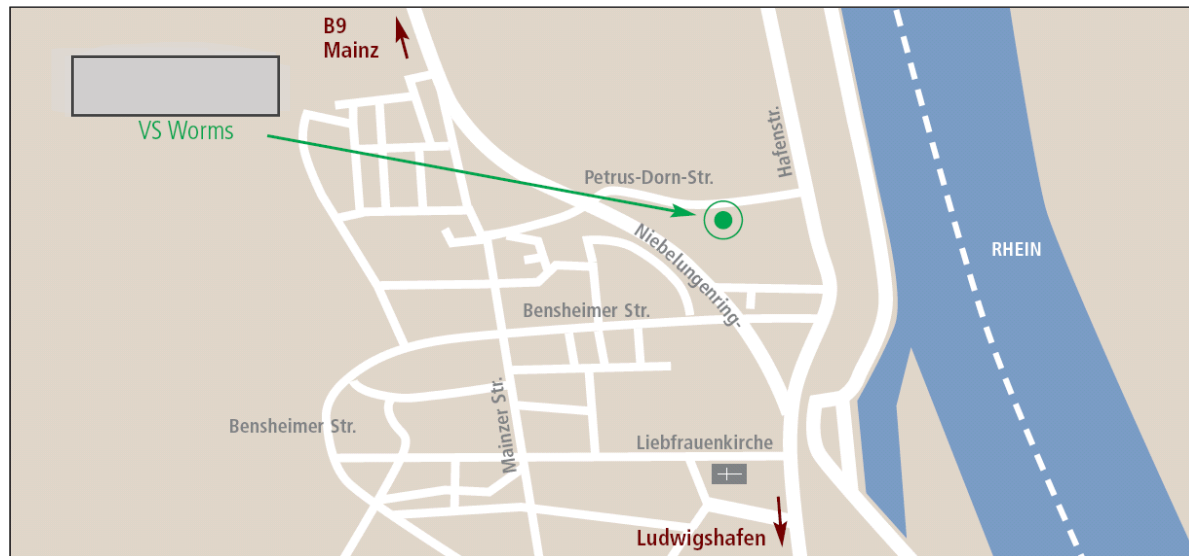 B9
Mainz
VS Worms
Hafenstr.
Petrus-Dorn-Str.
Niebelungenring-
RHEIN
Bensheimer Str.
Mainzer Str.
Bensheimer Str.
Liebfrauenkirche
Ludwigshafen